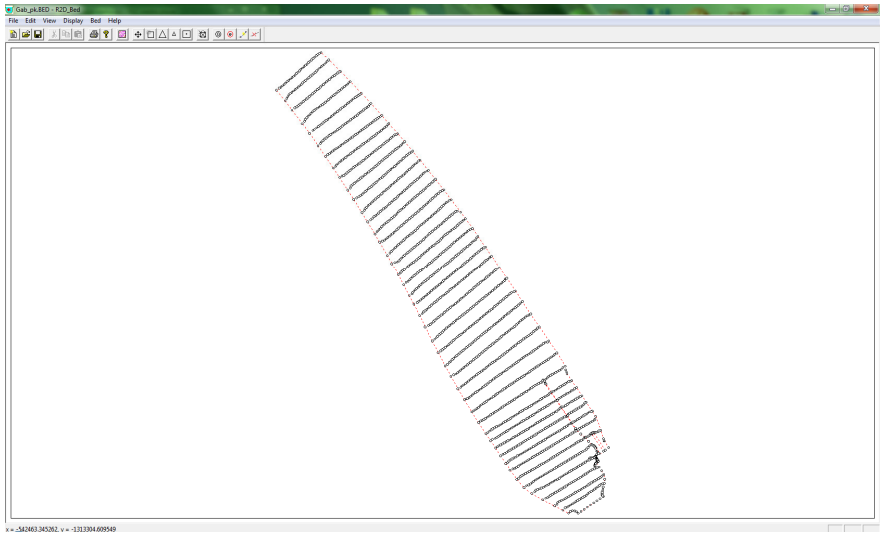 Gab_pk.BED - R2D_Bed
File Edit View Display Bed Help
x = -542463.345262, y = -1313304.609549